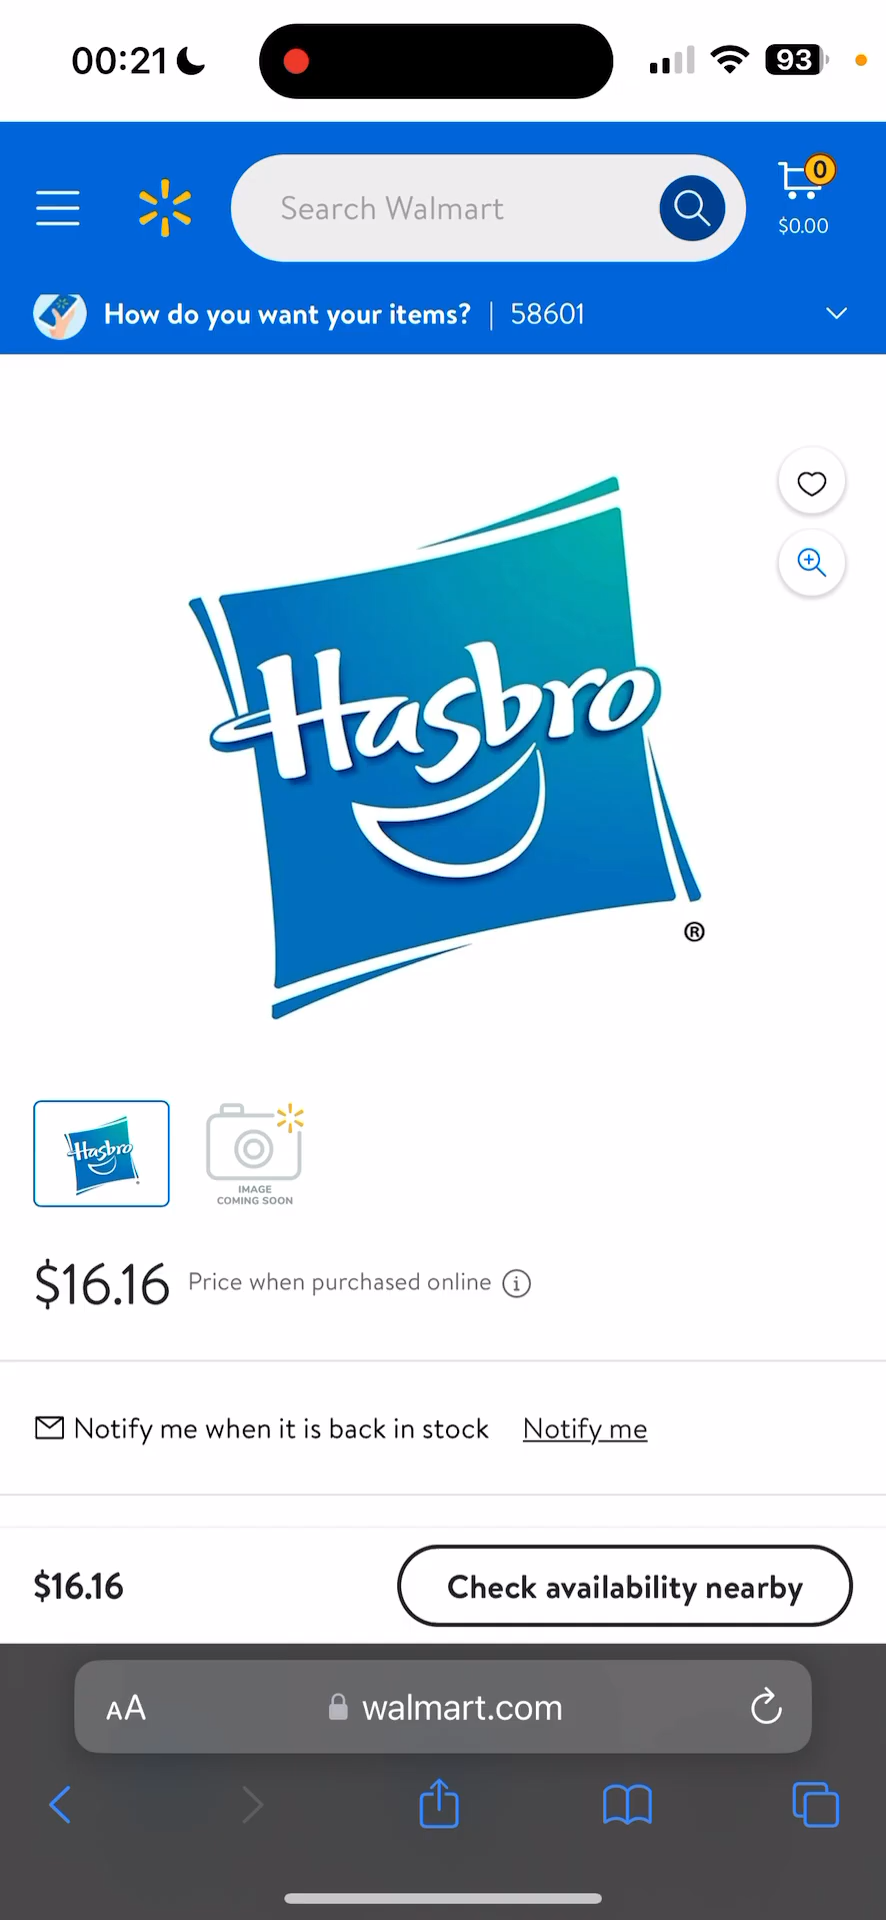 00:21
93
Search Walmart
0
$0.00
How do you want your items? | 58601
Hasbro
®
Hasbro
IMAGE
COMING SOON
$16.16 Price when purchased online
Notify me when it is back in stock Notify me
$16.16 Check availability nearby
AA walmart.com